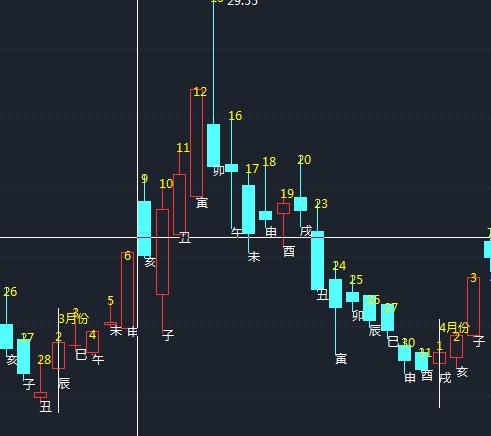 12
卯
16
11
18 20
17
9 10
19
寅
23
午 申 戌
丑
6 酉
未
亥
24
25
3
26 丑
26
27
5
卯
3月份 3
4月份
子
未 申
辰
27 2 4
巳
子
30 31 1 2
亥
巳 午
寅
28
亥
子
辰
申 酉 戌
丑